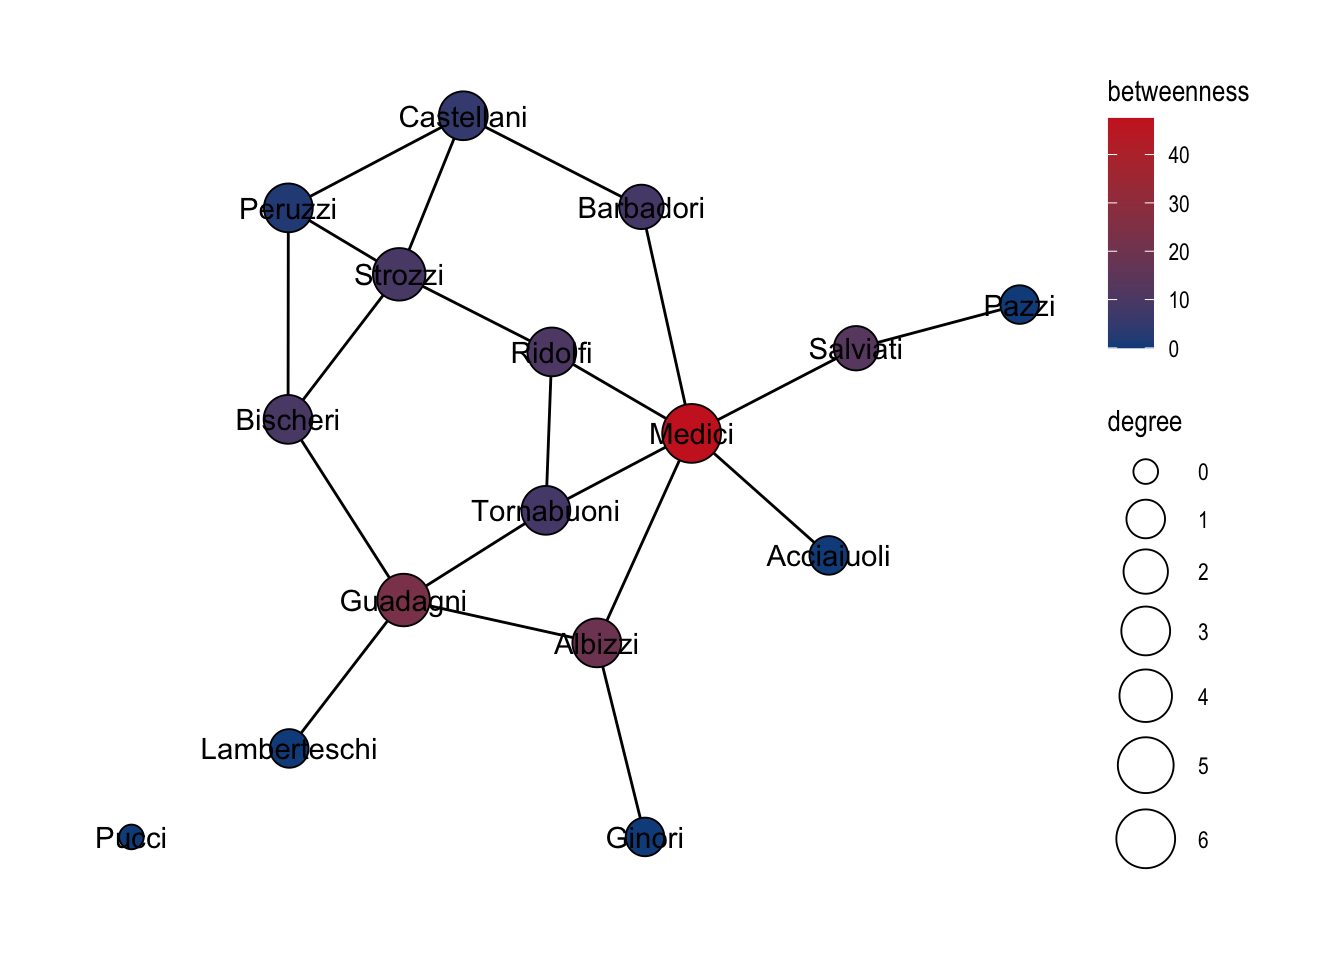 Castellani
Peruzzi
Barbadori
Strozzi
Pazzi
Ridolfi
Salviati
Bischeri
Medici
Tornabuoni
Acciaiuoli
Guadagni
Albizzi
Lamberteschi
Pucci
Ginori
betweenness
40
30
20
10
0
degree
0
1
2
3
4
5
6